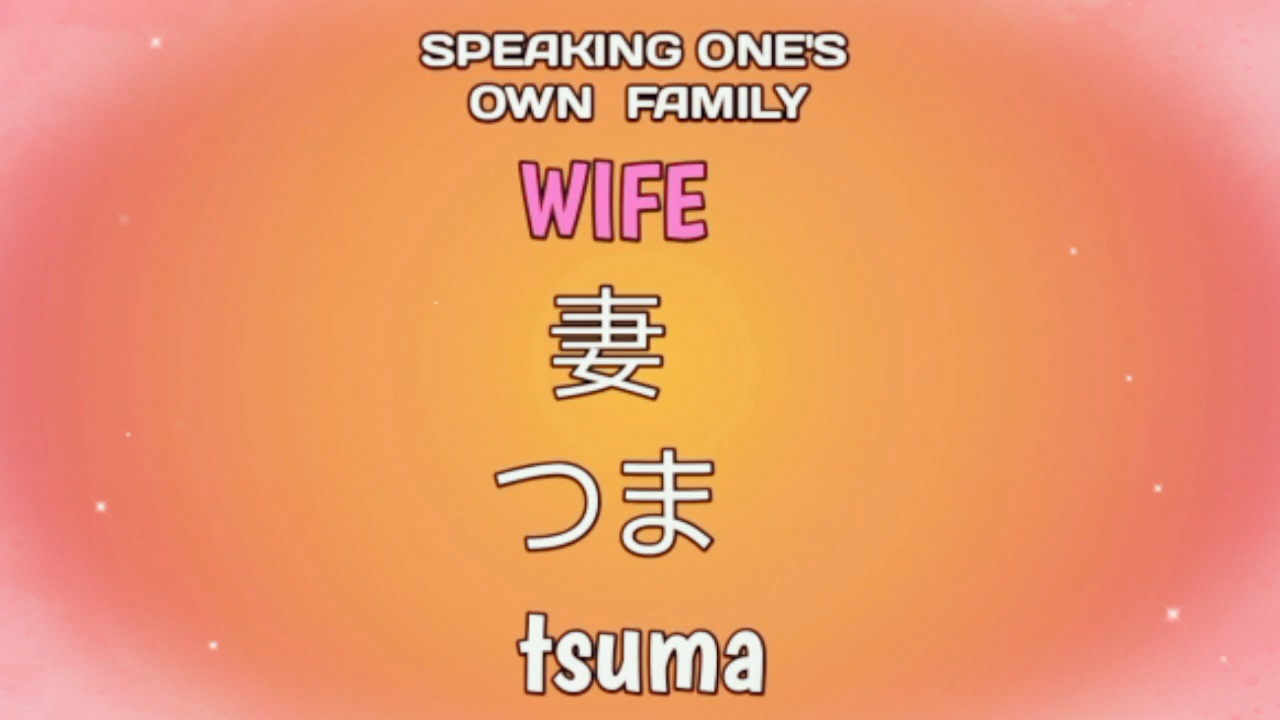 SPEAKING ONE'S
OWN FAMILY
WIFE
妻
つま
tsuma